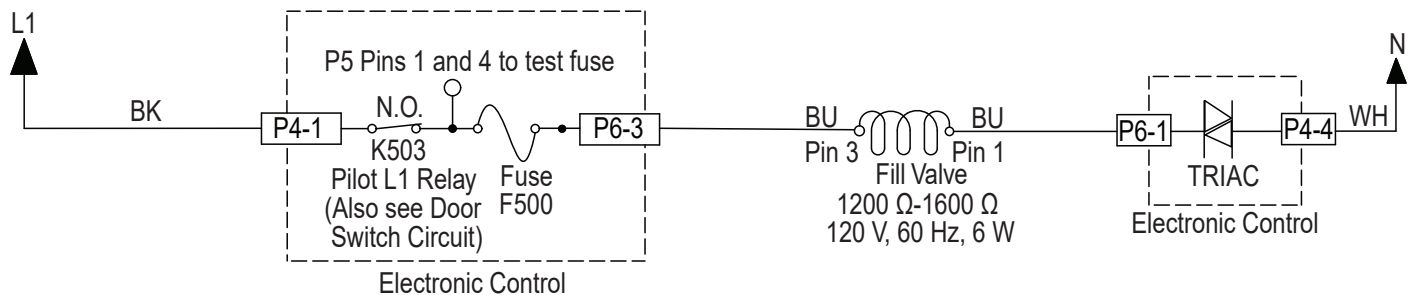 L1
BK
P5 Pins 1 and 4 to test fuse
P4-1
N.O.
K503
Pilot L1 Relay
(Also see Door
Switch Circuit)
Fuse
F500
P6-3
Electronic Control
BU
Pin 3
BU
Pin 1
Fill Valve
1200 Ω-1600 Ω
120 V, 60 Hz, 6 W
P6-1
TRIAC
P4-4
Electronic Control
WH
N